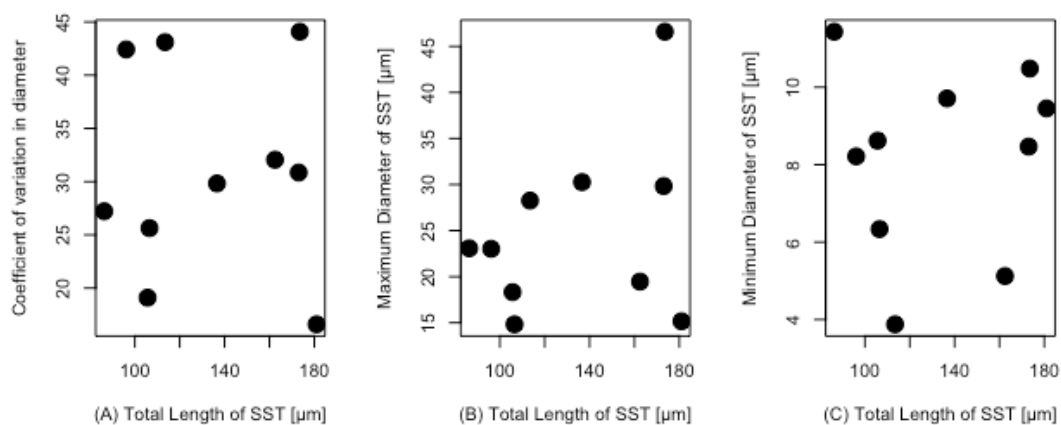 Coefficient of variation in diameter
45
40
35
30
25
20
100 140 180
(A) Total Length of SST [µm]
Maximum Diameter of SST [µm]
45
40
35
30
25
20
15
100 140 180
(B) Total Length of SST [µm]
Minimum Diameter of SST [µm]
10
8
6
4
100 140 180
(C) Total Length of SST [µm]